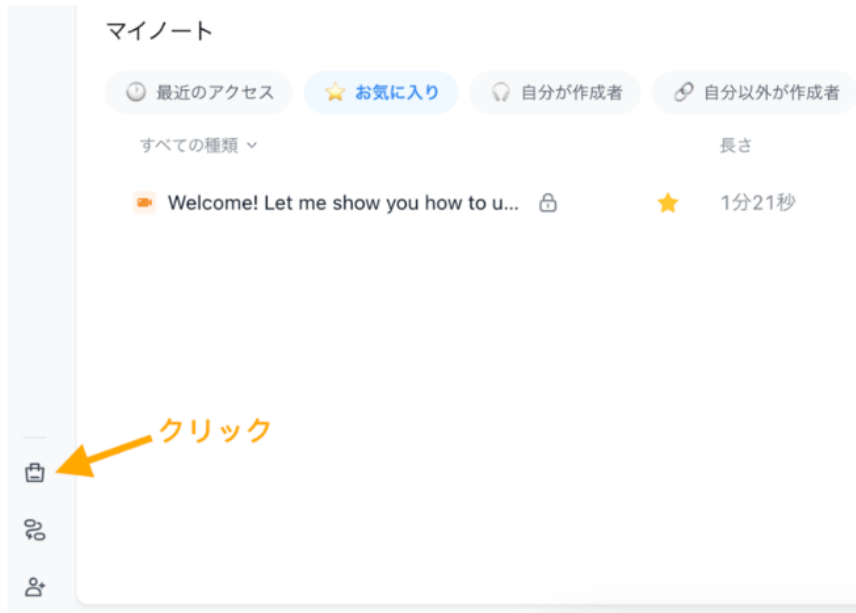 マイノート
最近のアクセス お気に入り 自分が作成者 自分以外が作成者
すべての種類 長さ
Welcome! Let me show you how to u... 1分21秒
クリック